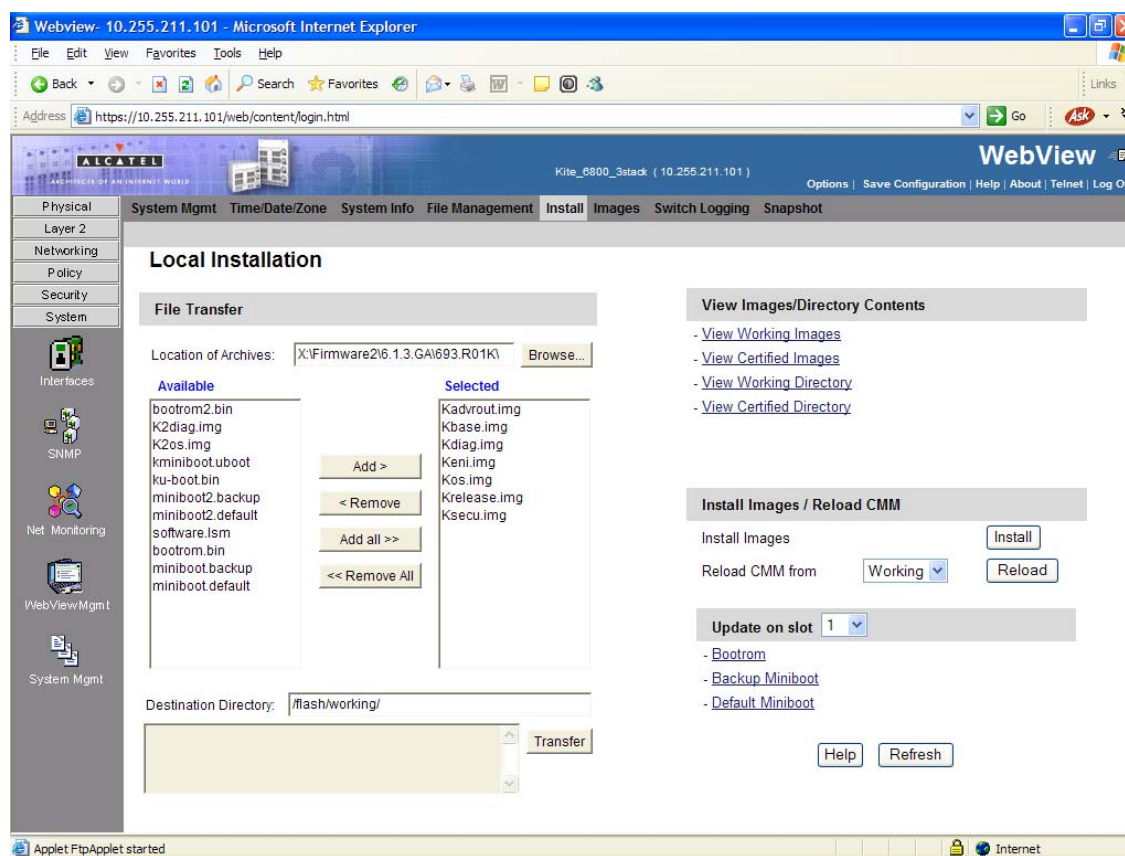 Webview- 10.255.211.101 - Microsoft Internet Explorer
File Edit View Favorites Tools Help
Back Search Favorites Links
Address https://10.255.211.101/web/content/login.html Go Ask
ALCATEL
ARCHITECTS OF AN INTERNET WORLD
Kite_6800_3stack ( 10.255.211.101 )
WebView
Options | Save Configuration | Help | About | Telnet | Log O
Physical
Layer 2
Networking
Policy
Security
System
Interfaces
SNMP
Net Monitoring
WebViewMgmt
System Mgmt
System Mgmt Time/Date/Zone System Info File Management Install Images Switch Logging Snapshot
Local Installation
File Transfer
Location of Archives: X:\Firmware2\6.1.3.GA\693.R01K\ Browse...
Available
bootrom2.bin
K2diag.img
K2os.img
kminiboot.uboot
ku-boot.bin
miniboot2.backup
miniboot2.default
software.lsm
bootrom.bin
miniboot.backup
miniboot.default
Add >
< Remove
Add all >>
<< Remove All
Selected
Kadvrout.img
Kbase.img
Kdiag.img
Keni.img
Kos.img
Krelease.img
Ksecu.img
Destination Directory: /flash/working/
Transfer
View Images/Directory Contents
- View Working Images
- View Certified Images
- View Working Directory
- View Certified Directory
Install Images / Reload CMM
Install Images Install
Reload CMM from Working Reload
Update on slot 1
- Bootrom
- Backup Miniboot
- Default Miniboot
Help Refresh
Applet FtpApplet started Internet